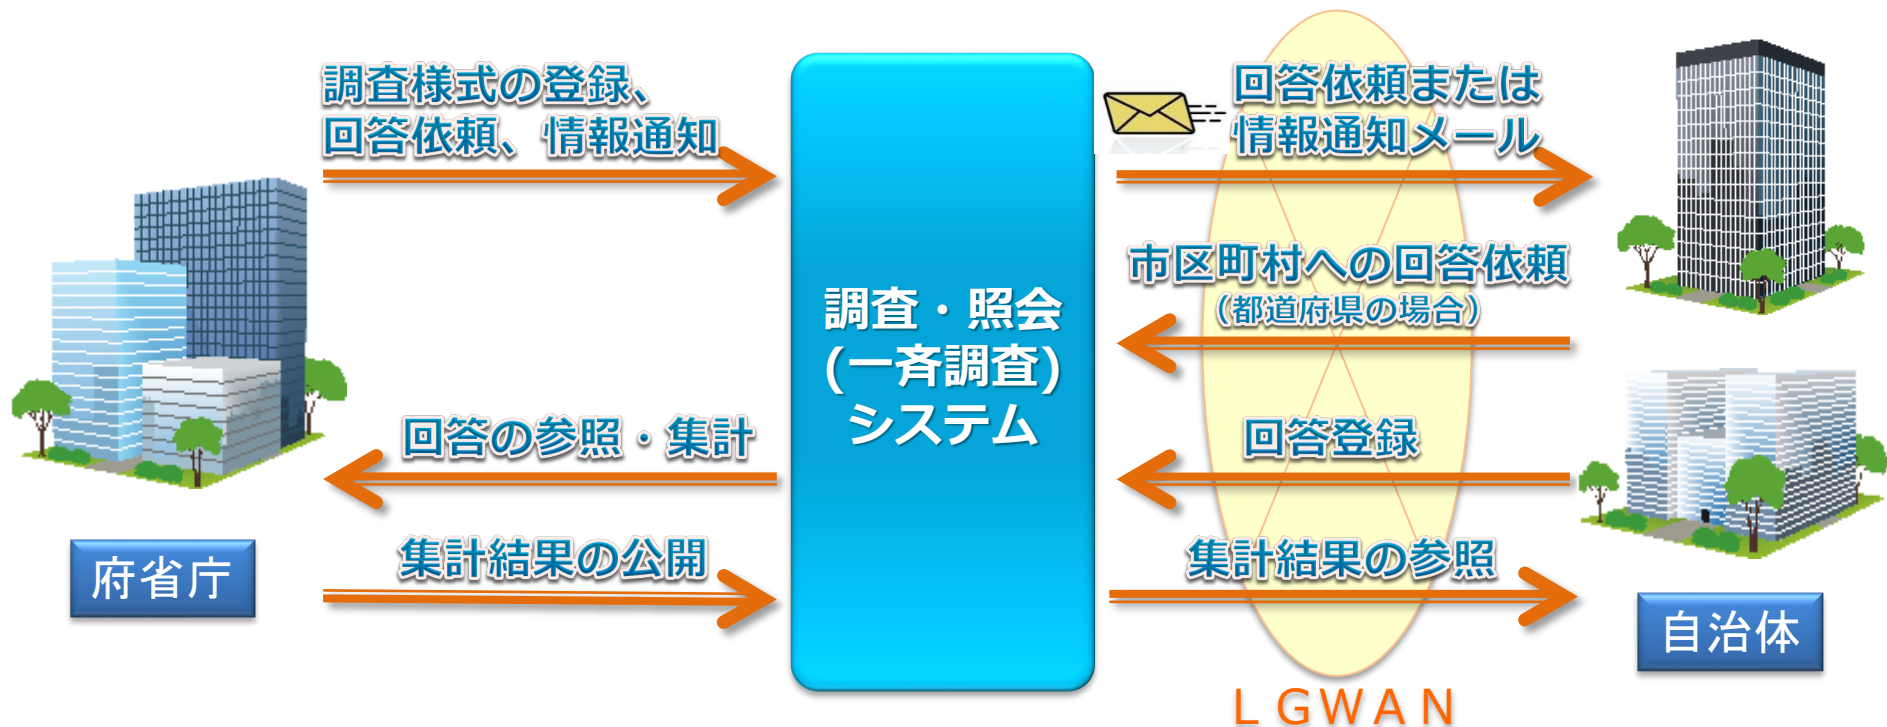 調査様式の登録、
回答依頼、情報通知
回答依頼または
情報通知メール
市区町村への回答依頼
（都道府県の場合）
調査・照会
(一斉調査)
システム
回答の参照・集計
回答登録
集計結果の公開
集計結果の参照
府省庁
自治体
ＬＧＷＡＮ